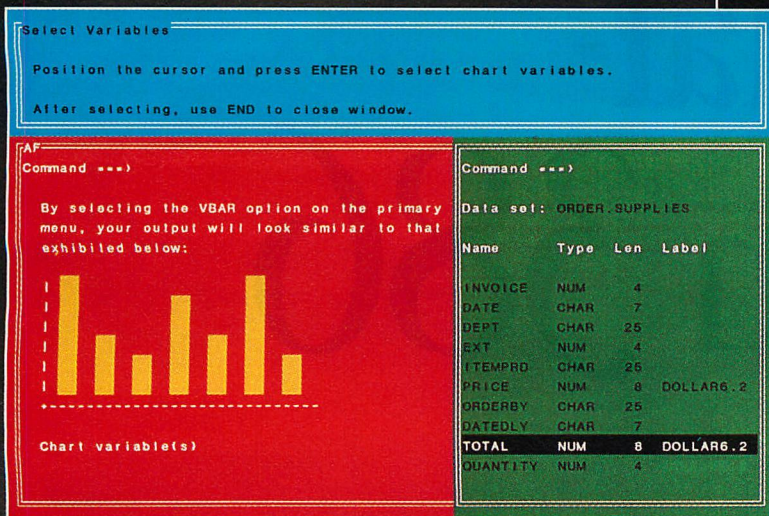 Select Variables
Position the cursor and press ENTER to select chart variables.
After selecting, use END to close window.
AF
Command ===>
By selecting the VBAR option on the primary
menu, your output will look similar to that
exhibited below:
Chart variable(s)
Command ===>
Data set: ORDER.SUPPLIES
Name Type Len Label
INVOICE NUM 4
DATE CHAR 7
DEPT CHAR 25
EXT NUM 4
ITEMPRD CHAR 25
PRICE NUM 8 DOLLAR6.2
ORDERBY CHAR 25
DATEDLY CHAR 7
TOTAL NUM 8 DOLLAR6.2
QUANTITY NUM 4